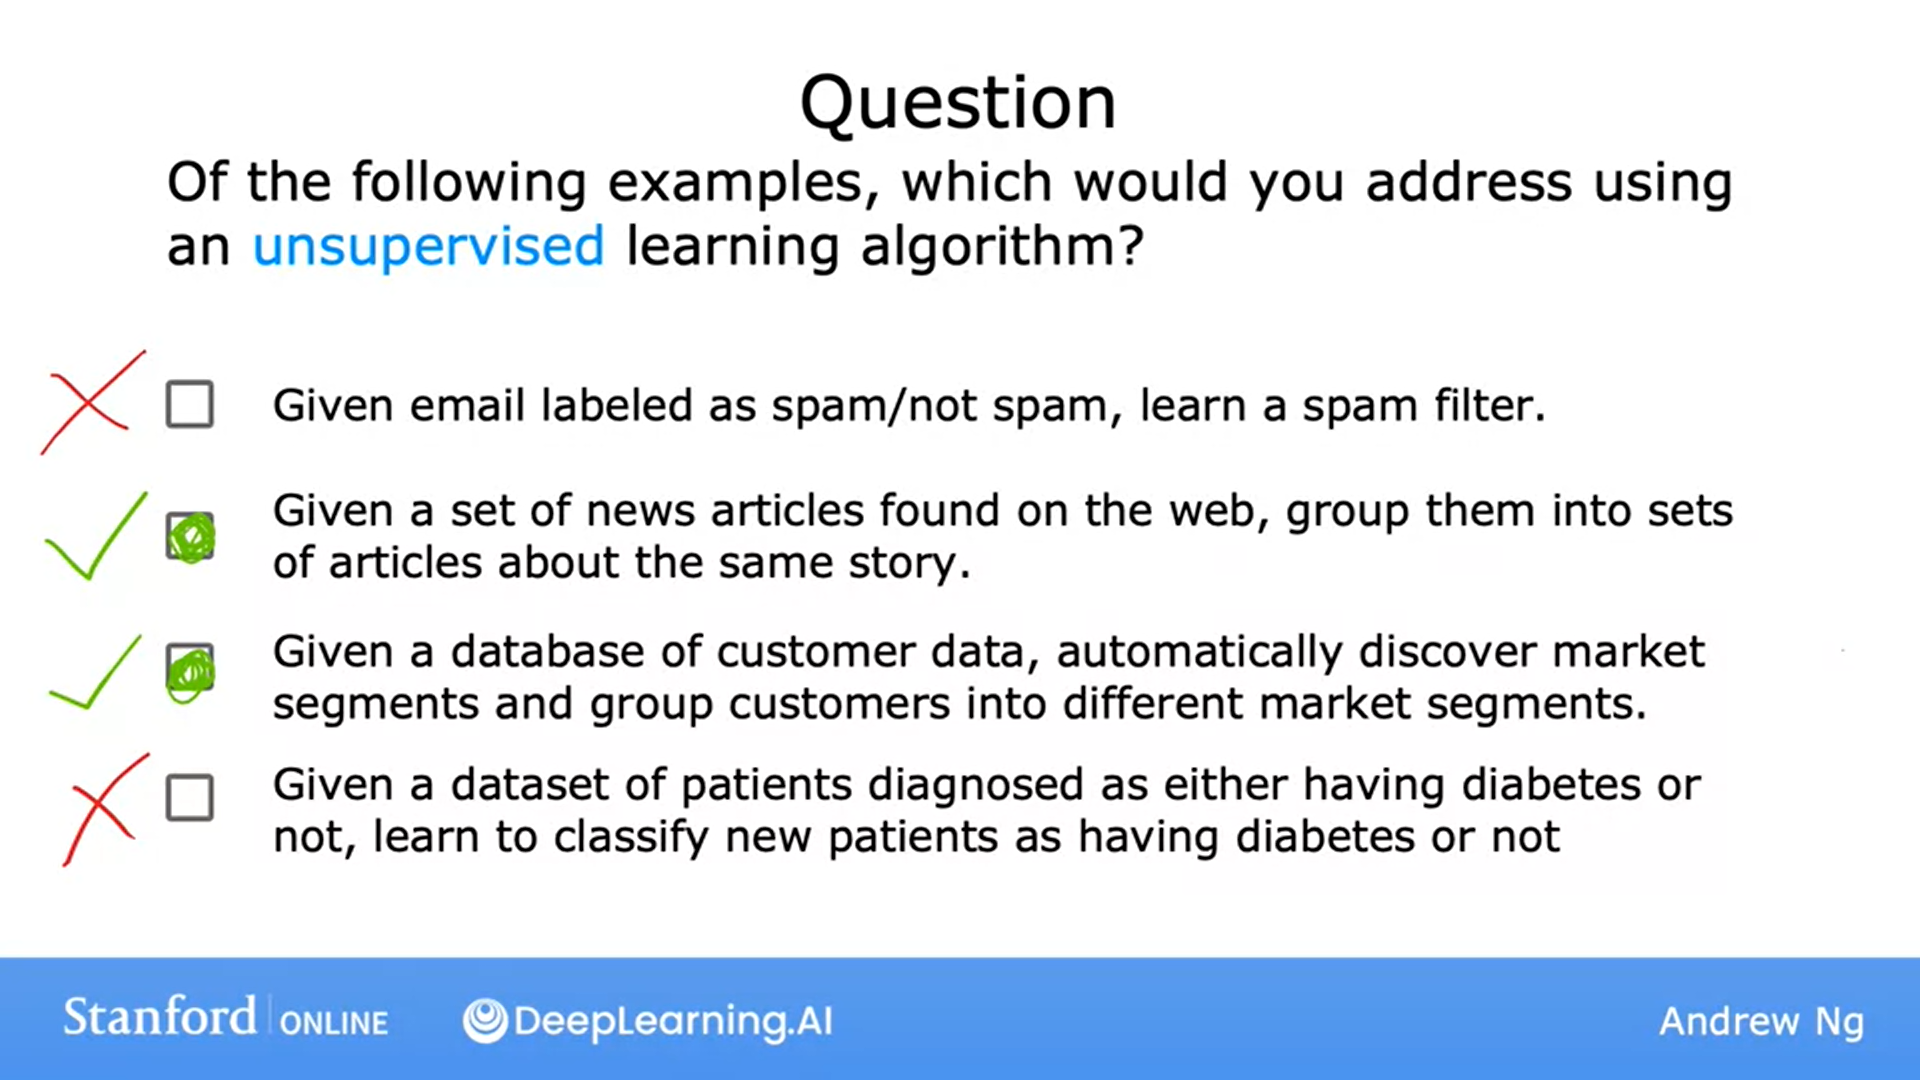 Question
Of the following examples, which would you address using
an unsupervised learning algorithm?
Given email labeled as spam/not spam, learn a spam filter.
Given a set of news articles found on the web, group them into sets
of articles about the same story.
Given a database of customer data, automatically discover market
segments and group customers into different market segments.
Given a dataset of patients diagnosed as either having diabetes or
not, learn to classify new patients as having diabetes or not
Stanford ONLINE DeepLearning.AI Andrew Ng